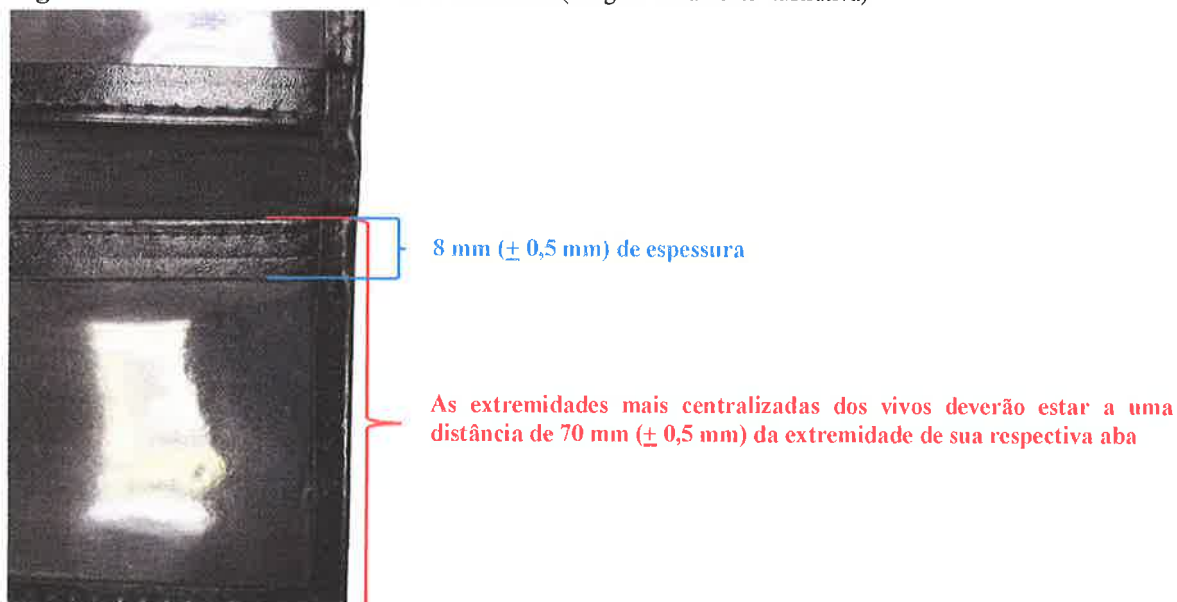 8 mm (± 0,5 mm) de espessura
As extremidades mais centralizadas dos vivos deverão estar a uma
distância de 70 mm (± 0,5 mm) da extremidade de sua respectiva aba